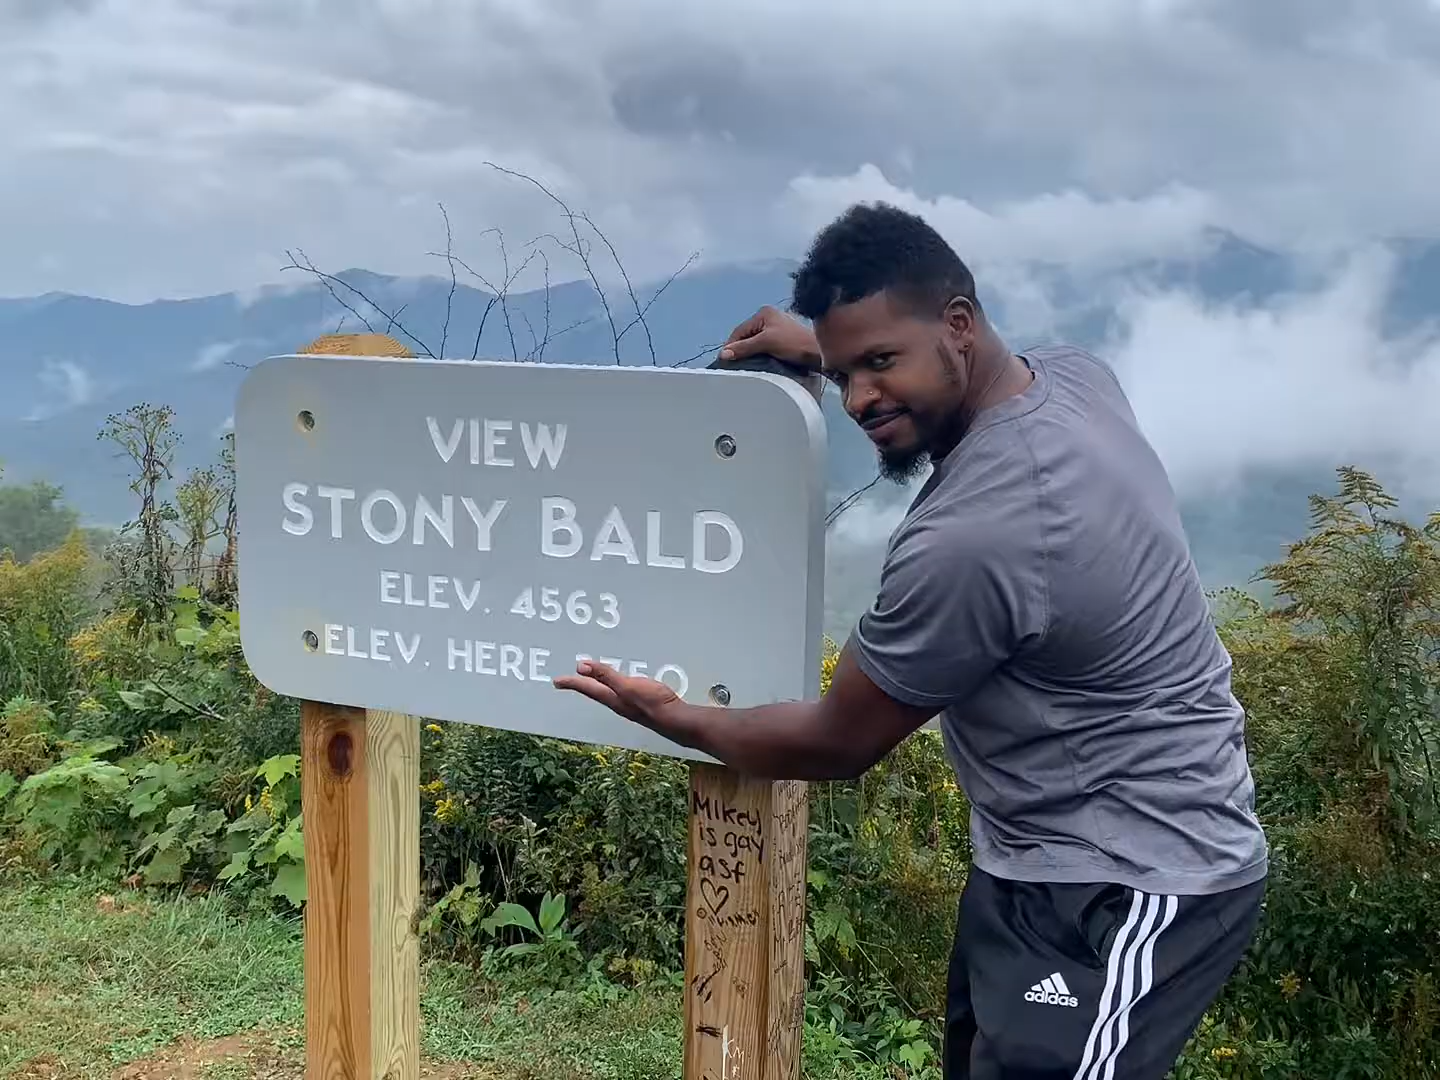 VIEW
STONY BALD
ELEV. 4563
ELEV. HERE
Mikey
is gay
asf
adidas